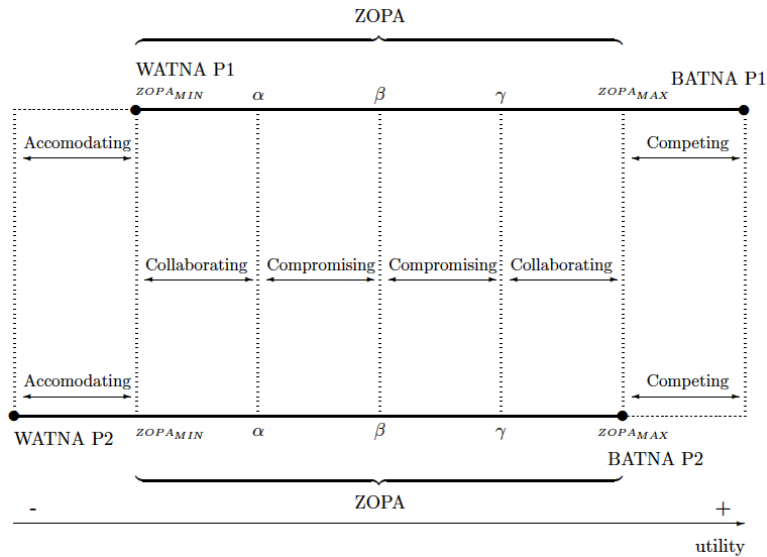 ZOPA
WATNA P1
BATNA P1
ZOPA_MIN α β γ ZOPA_MAX
Accomodating Competing
Collaborating Compromising Compromising Collaborating
Accomodating Competing
ZOPA_MIN α β γ ZOPA_MAX
WATNA P2
BATNA P2
ZOPA
- +
utility